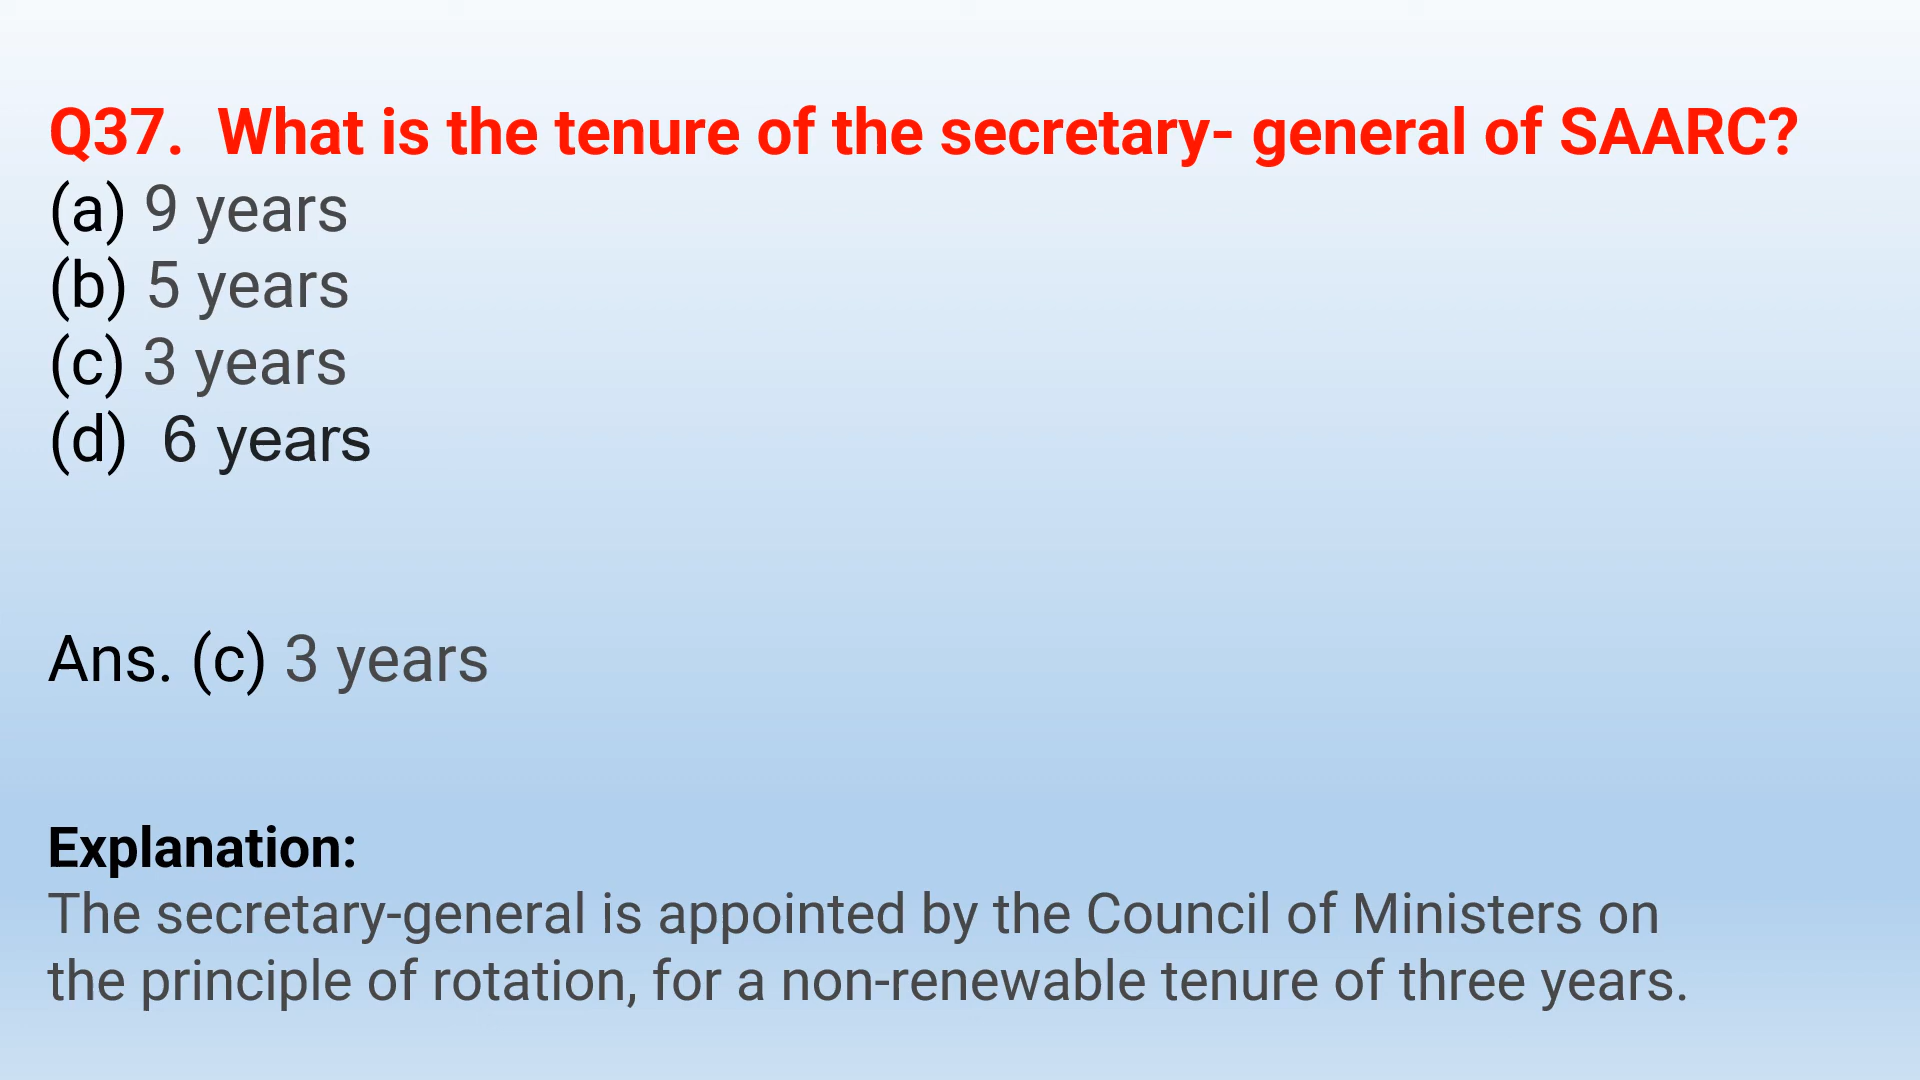 Q37.  What is the tenure of the secretary- general of SAARC?
(a) 9 years
(b) 5 years
(c) 3 years
(d)  6 years
Ans. (c) 3 years
Explanation:
The secretary-general is appointed by the Council of Ministers on
the principle of rotation, for a non-renewable tenure of three years.